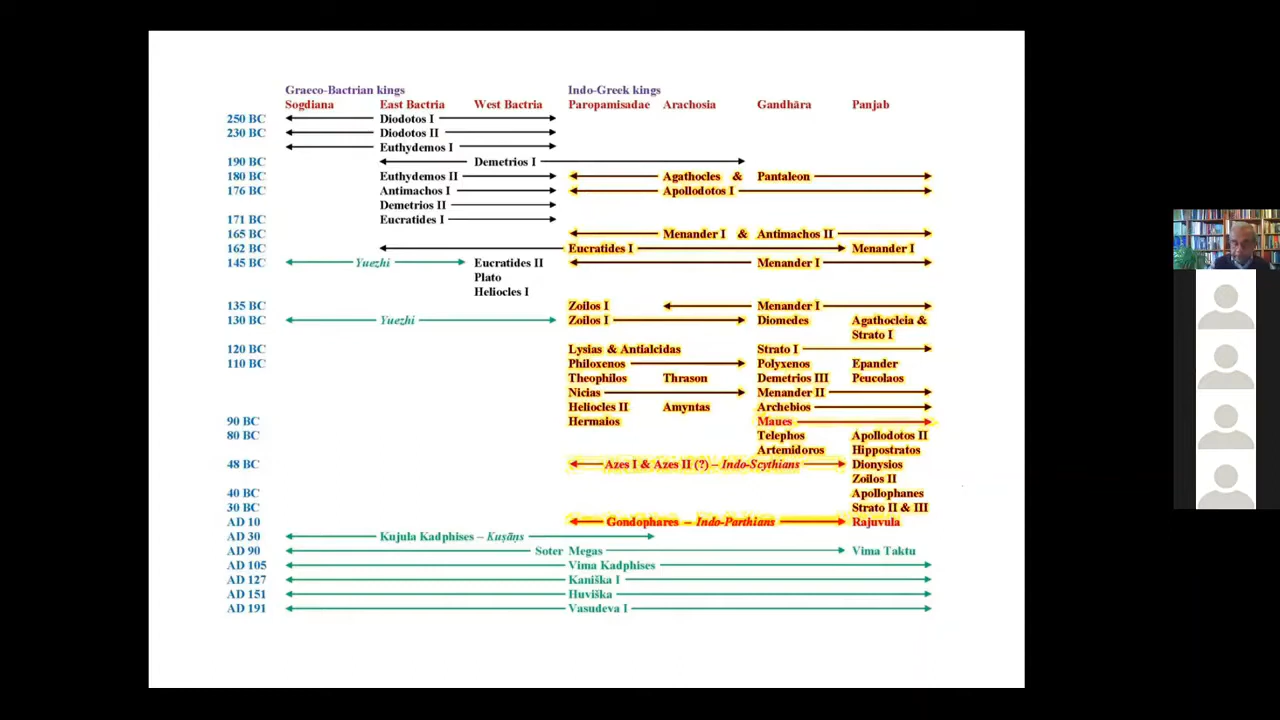 Graeco-Bactrian kings Indo-Greek kings
Sogdiana East Bactria West Bactria Paropamisadae Arachosia Gandhāra Panjab
250 BC Diodotos I
230 BC Diodotos II
Euthydemos I
190 BC Demetrios I
180 BC Euthydemos II Agathocles & Pantaleon
176 BC Antimachos I Apollodotos I
Demetrios II
171 BC Eucratides I
165 BC Menander I & Antimachos II
162 BC Eucratides I Menander I
145 BC Yuezhi Eucratides II Menander I
Plato
Heliocles I
135 BC Zoilos I Menander I
130 BC Yuezhi Zoilos I Diomedes Agathocleia &
Strato I
120 BC Lysias & Antialcidas Strato I
110 BC Philoxenos Polyxenos Epander
Theophilos Thrason Demetrios III Peucolaos
Nicias Menander II
Heliocles II Amyntas Archebios
90 BC Hermaios Maues
80 BC Telephos Apollodotos II
Artemidoros Hippostratos
48 BC Azes I & Azes II (?) – Indo-Scythians Dionysios
Zoilos II
40 BC Apollophanes
30 BC Strato II & III
AD 10 Gondophares – Indo-Parthians Rajuvula
AD 30 Kujula Kadphises – Kuṣāṇs
AD 90 Soter Megas Vima Taktu
AD 105 Vima Kadphises
AD 127 Kaniška I
AD 151 Huviška
AD 191 Vasudeva I